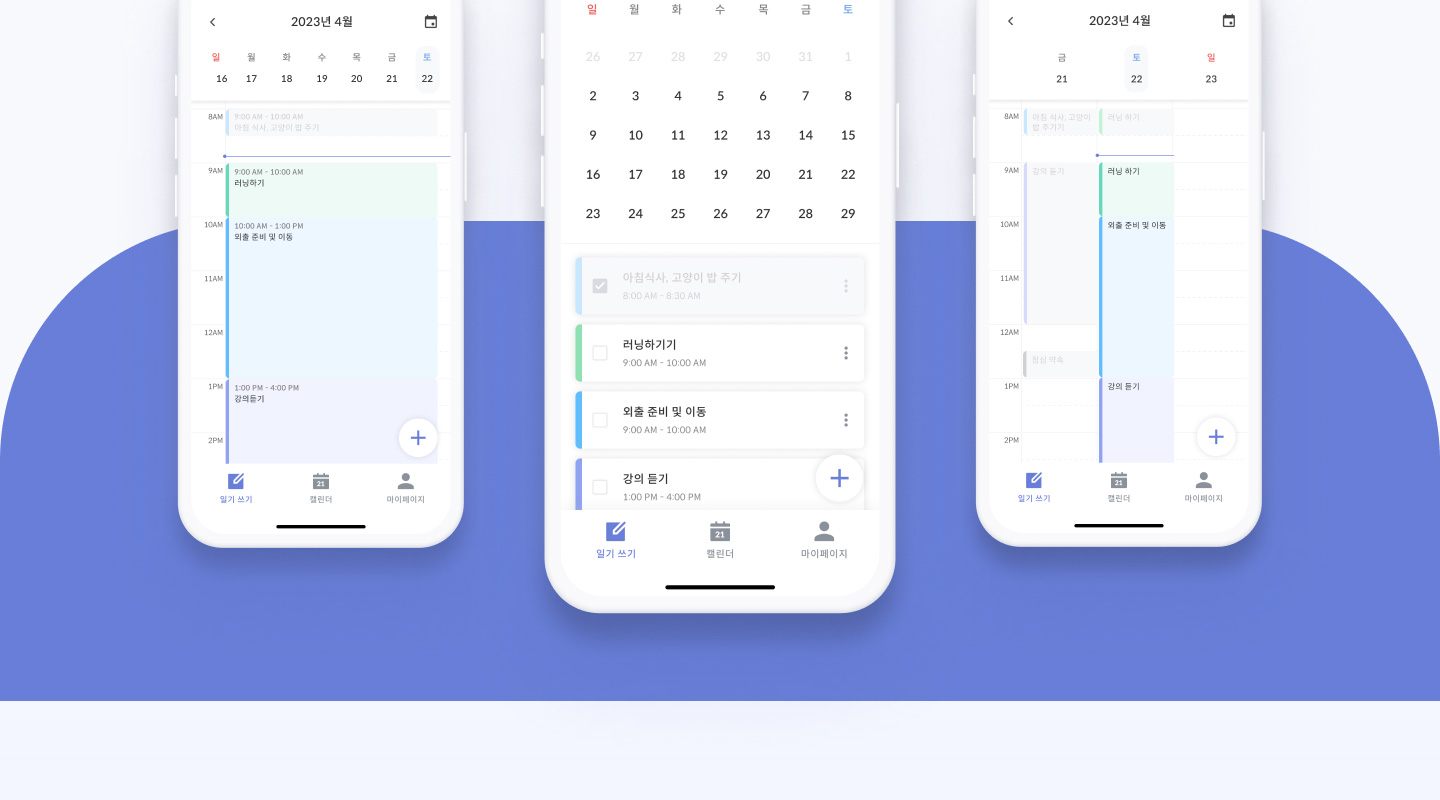 2023년 4월
일 월 화 수 목 금 토
16 17 18 19 20 21 22
8AM
9:00 AM - 10:00 AM
아침 식사, 고양이 밥 주기
9AM
9:00 AM - 10:00 AM
러닝하기
10AM
10:00 AM - 1:00 PM
외출 준비 및 이동
11AM
12AM
1PM
1:00 PM - 4:00 PM
강의듣기
2PM
일기 쓰기
21
캘린더
마이페이지
일 월 화 수 목 금 토
26 27 28 29 30 31 1
2 3 4 5 6 7 8
9 10 11 12 13 14 15
16 17 18 19 20 21 22
23 24 25 26 27 28 29
아침식사, 고양이 밥 주기
8:00 AM - 8:30 AM
러닝하기기
9:00 AM - 10:00 AM
외출 준비 및 이동
9:00 AM - 10:00 AM
강의 듣기
1:00 PM - 4:00 PM
일기 쓰기
21
캘린더
마이페이지
2023년 4월
금 토 일
21 22 23
8AM
아침 식사, 고양이
밥 주기기
러닝 하기
9AM
강의 듣기
러닝 하기
10AM
외출 준비 및 이동
11AM
12AM
점심 약속
1PM
강의 듣기
2PM
일기 쓰기
21
캘린더
마이페이지